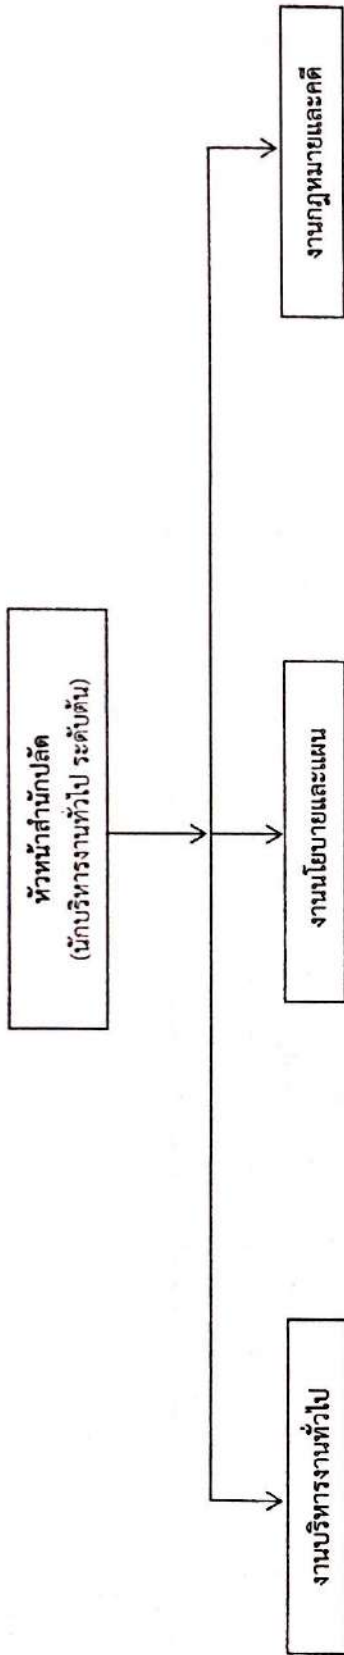 หัวหน้าสำนักปลัด
(นักบริหารงานทั่วไป ระดับต้น)
งานบริหารงานทั่วไป
งานนโยบายและแผน
งานกฎหมายและคดี